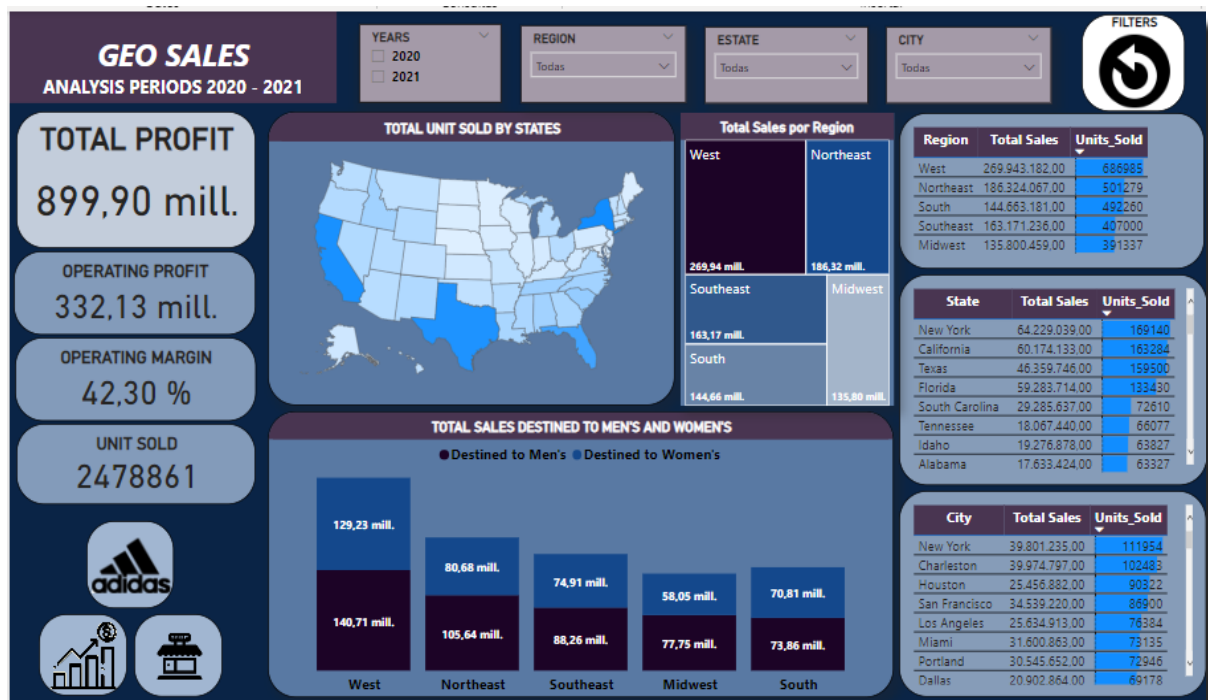 GEO SALES
ANALYSIS PERIODS 2020 - 2021
YEARS
2020
2021
REGION
Todas
ESTATE
Todas
CITY
Todas
FILTERS
TOTAL PROFIT
899,90 mill.
OPERATING PROFIT
332,13 mill.
OPERATING MARGIN
42,30 %
UNIT SOLD
2478861
adidas
TOTAL UNIT SOLD BY STATES
Total Sales por Region
West
269,94 mill.
Northeast
186,32 mill.
Southeast
163,17 mill.
South
144,66 mill.
Midwest
135,80 mill.
TOTAL SALES DESTINED TO MEN'S AND WOMEN'S
Destined to Men's Destined to Women's
129,23 mill.
140,71 mill.
80,68 mill.
105,64 mill.
74,91 mill.
88,26 mill.
58,05 mill.
77,75 mill.
70,81 mill.
73,86 mill.
West Northeast Southeast Midwest South
Region Total Sales Units_Sold
West 269.943.182,00 686985
Northeast 186.324.067,00 501279
South 144.663.181,00 492260
Southeast 163.171.236,00 407000
Midwest 135.800.459,00 391337
State Total Sales Units_Sold
New York 64.229.039,00 169140
California 60.174.133,00 163284
Texas 46.359.746,00 159500
Florida 59.283.714,00 133430
South Carolina 29.285.637,00 72610
Tennessee 18.067.440,00 66077
Idaho 19.276.878,00 63827
Alabama 17.633.424,00 63327
City Total Sales Units_Sold
New York 39.801.235,00 111954
Charleston 39.974.797,00 102483
Houston 25.456.882,00 90322
San Francisco 34.539.220,00 86900
Los Angeles 25.634.913,00 76384
Miami 31.600.863,00 73135
Portland 30.545.652,00 72946
Dallas 20.902.864,00 69178